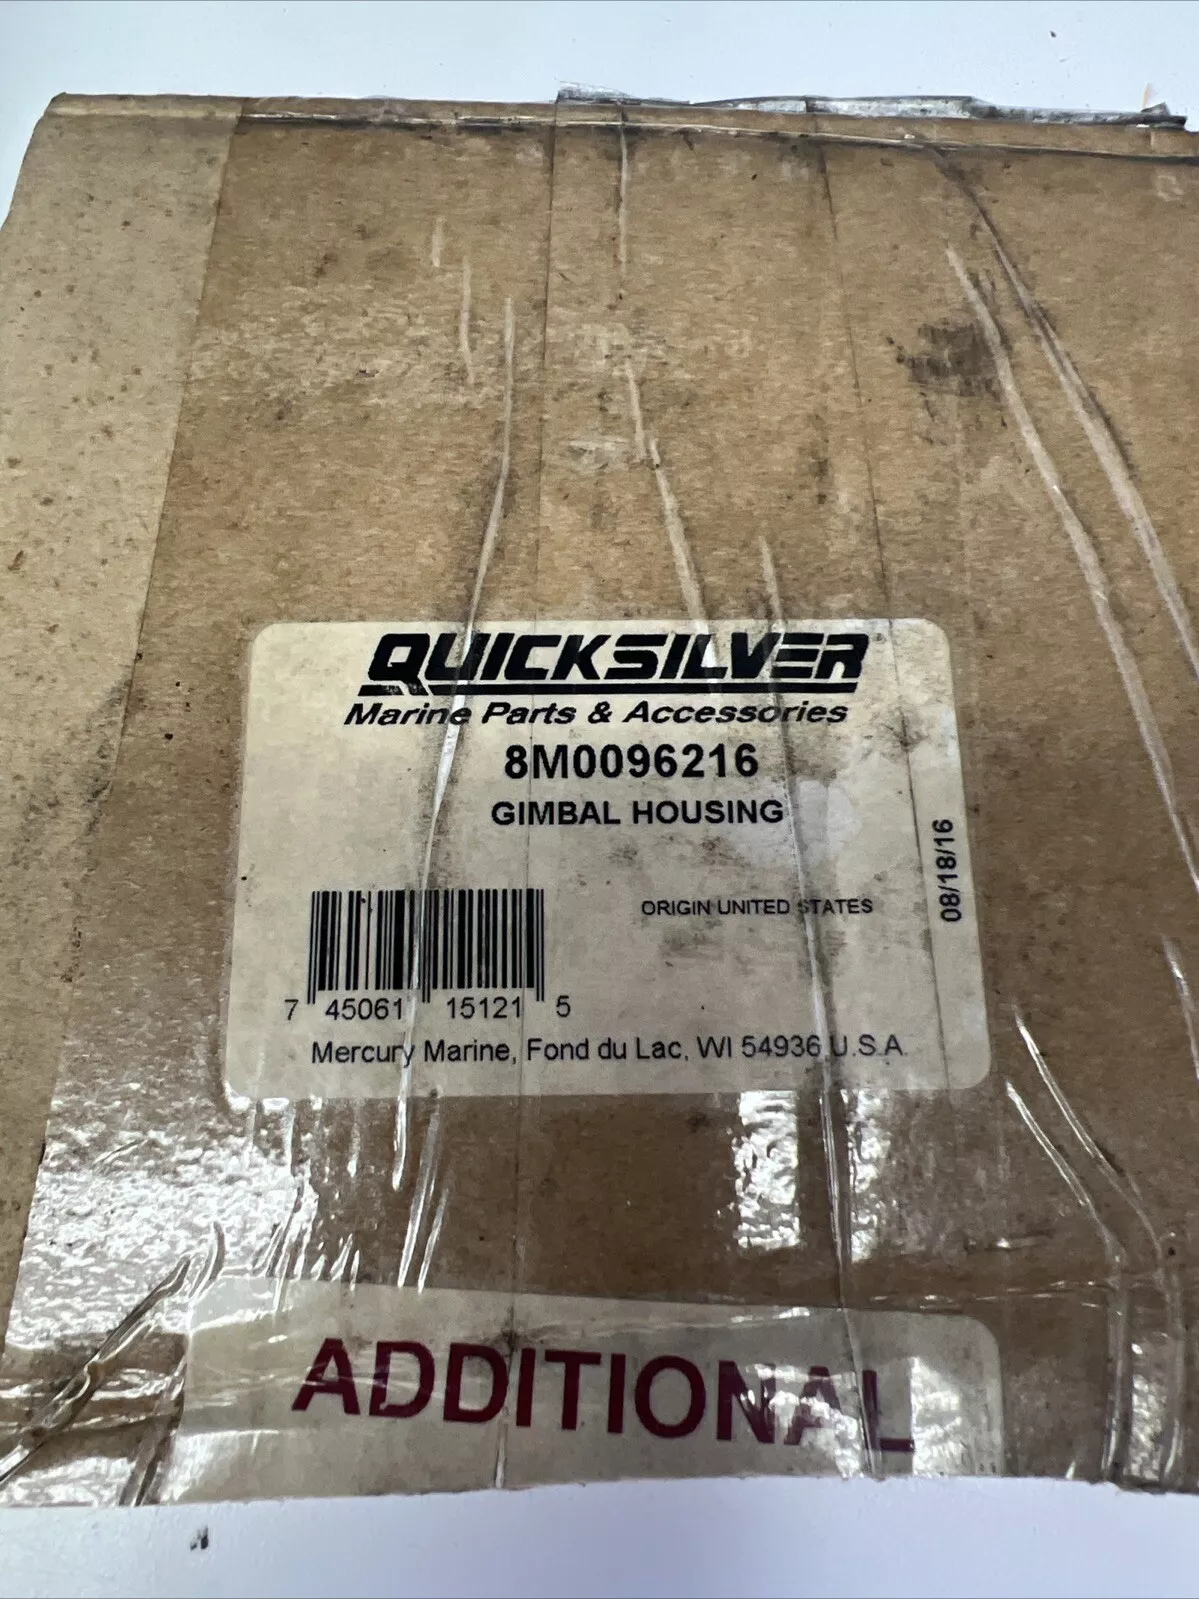 QUICKSILVER®
Marine Parts & Accessories
8M0096216
GIMBAL HOUSING
ORIGIN UNITED STATES
08/18/16
7 45061 15121 5
Mercury Marine, Fond du Lac, WI 54936 U.S.A.
ADDITIONAL